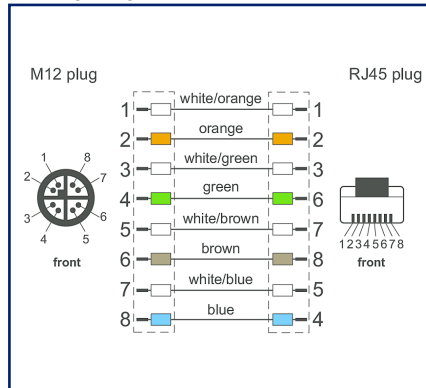 M12 plug
RJ45 plug
1 white/orange 1
2 orange 2
3 white/green 3
4 green 6
5 white/brown 7
6 brown 8
7 white/blue 5
8 blue 4
1 8
2 7
3 6
4 5
front
12345678
front